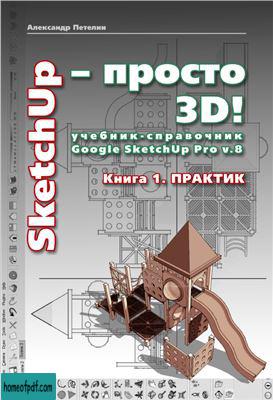 Александр Петелин
SketchUp
– просто
3D!
учебник-справочник
Google SketchUp Pro v.8
Книга 1. ПРАКТИК
homeofpdf.com